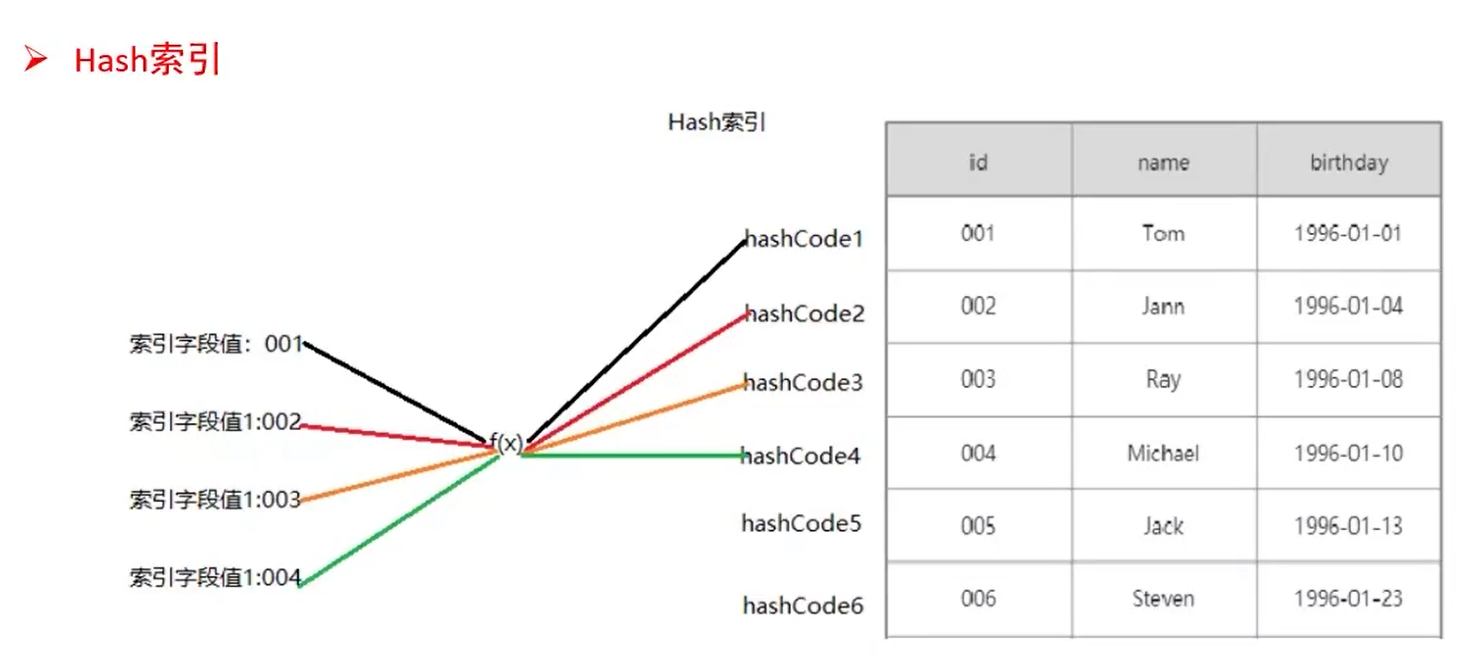 Hash索引
Hash索引
索引字段值：001
索引字段值1:002
索引字段值1:003
索引字段值1:004
f(x)
hashCode1
hashCode2
hashCode3
hashCode4
hashCode5
hashCode6
id name birthday
001 Tom 1996-01-01
002 Jann 1996-01-04
003 Ray 1996-01-08
004 Michael 1996-01-10
005 Jack 1996-01-13
006 Steven 1996-01-23